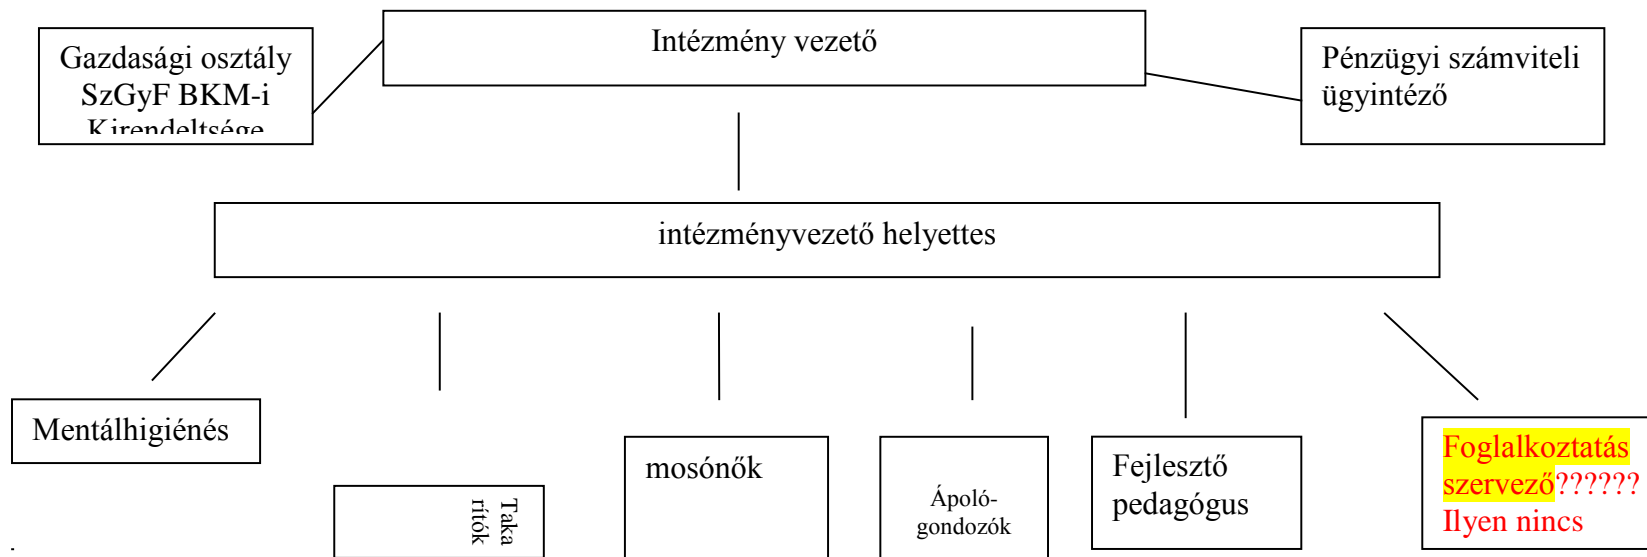 Intézmény vezető
Gazdasági osztály
SzGyF BKM-i
Kirendeltsége
Pénzügyi számviteli
ügyintéző
intézményvezető helyettes
Mentálhigiénés
Taka
rítók
mosónők
Ápoló-
gondozók
Fejlesztő
pedagógus
Foglalkoztatás
szervező??????
Ilyen nincs